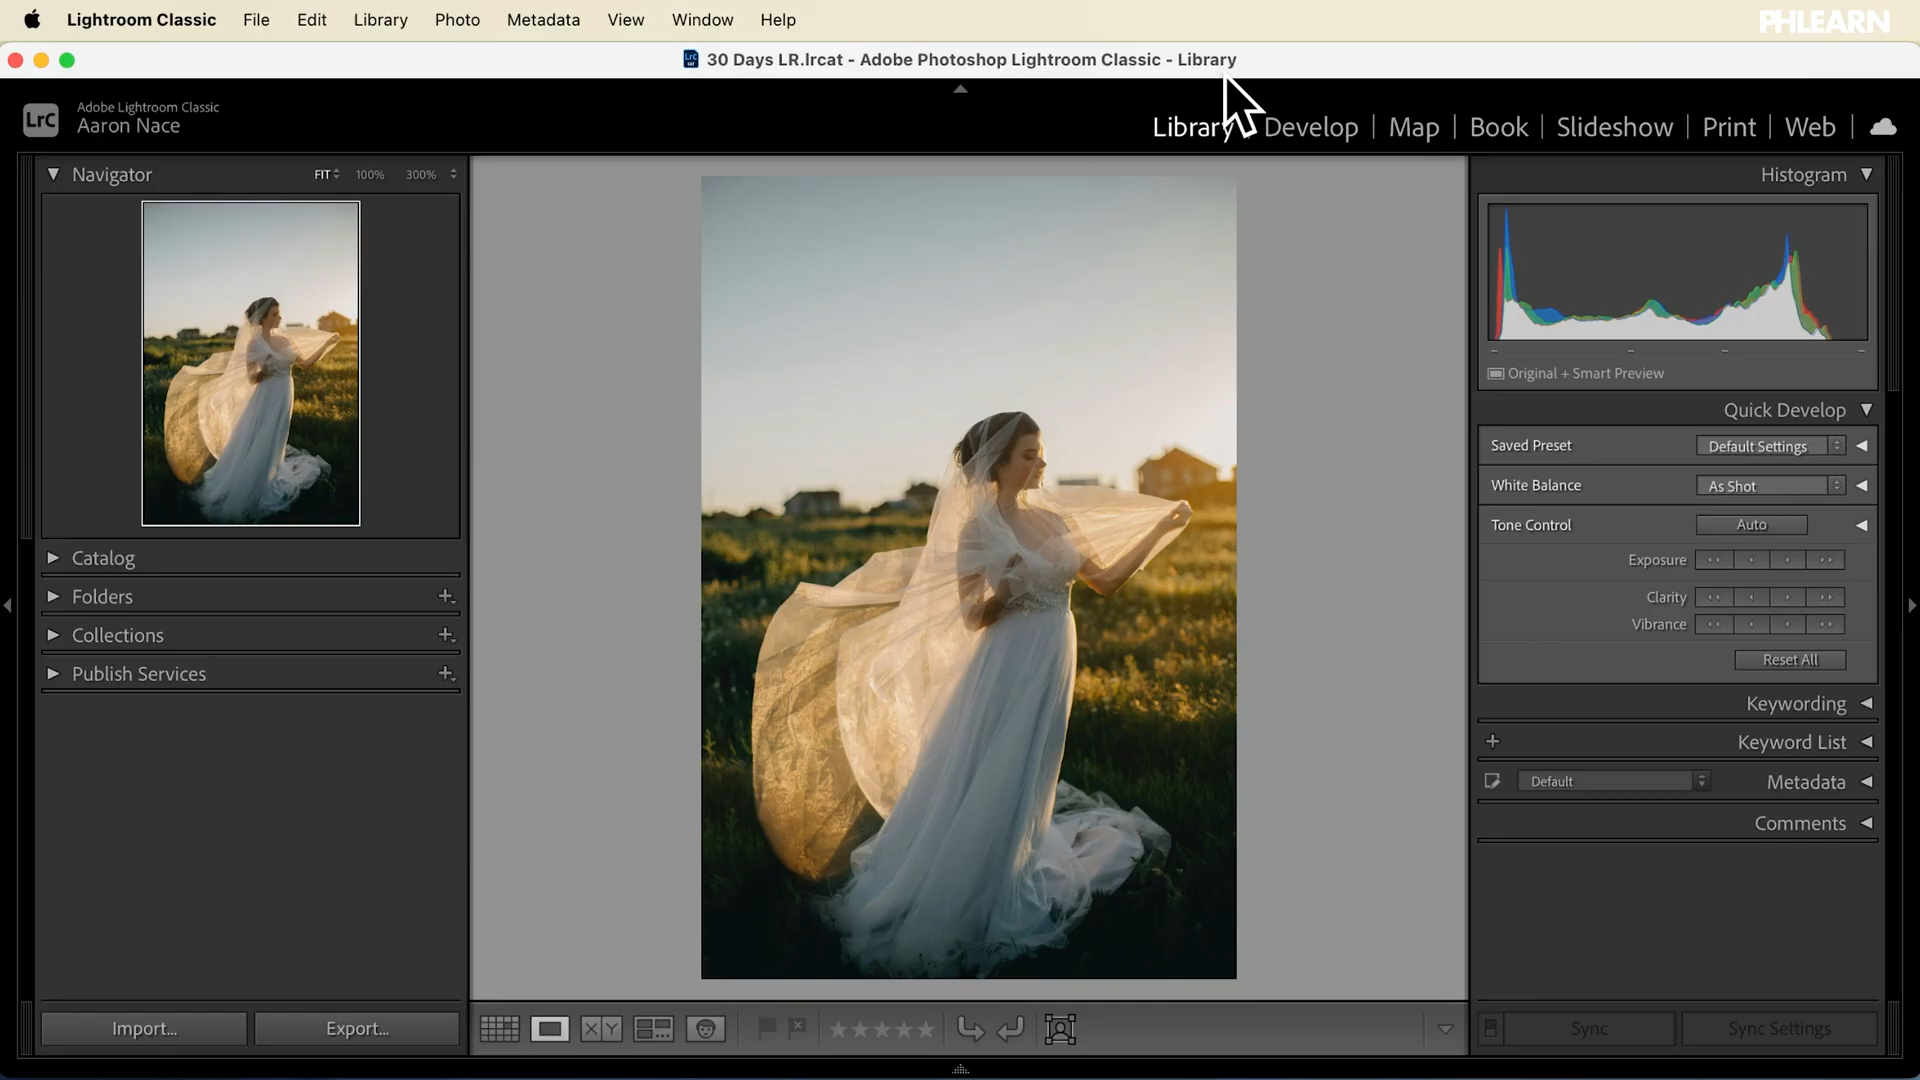 Lightroom Classic File Edit Library Photo Metadata View Window Help
PHLEARN
30 Days LR.lrcat - Adobe Photoshop Lightroom Classic - Library
LrC
Adobe Lightroom Classic
Aaron Nace
Library | Develop | Map | Book | Slideshow | Print | Web |
Navigator FIT 100% 300%
Catalog
Folders
Collections
Publish Services
Import... Export...
XY
Histogram
Original + Smart Preview
Quick Develop
Saved Preset Default Settings
White Balance As Shot
Tone Control Auto
Exposure
Clarity
Vibrance
Reset All
Keywording
Keyword List
Default Metadata
Comments
Sync Sync Settings